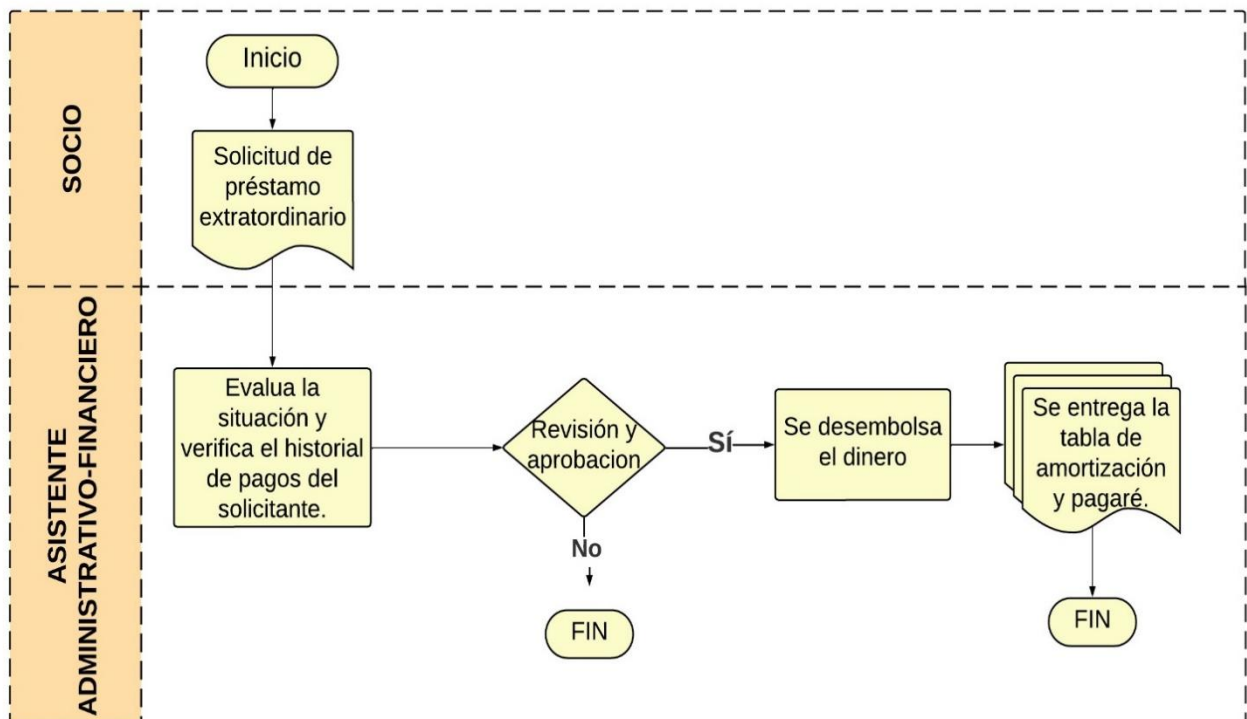 SOCIO
Inicio
Solicitud de
préstamo
extratordinario
ASISTENTE
ADMINISTRATIVO-FINANCIERO
Evalua la
situación y
verifica el historial
de pagos del
solicitante.
Revisión y
aprobacion
Sí
Se desembolsa
el dinero
Se entrega la
tabla de
amortización
y pagaré.
No
FIN
FIN